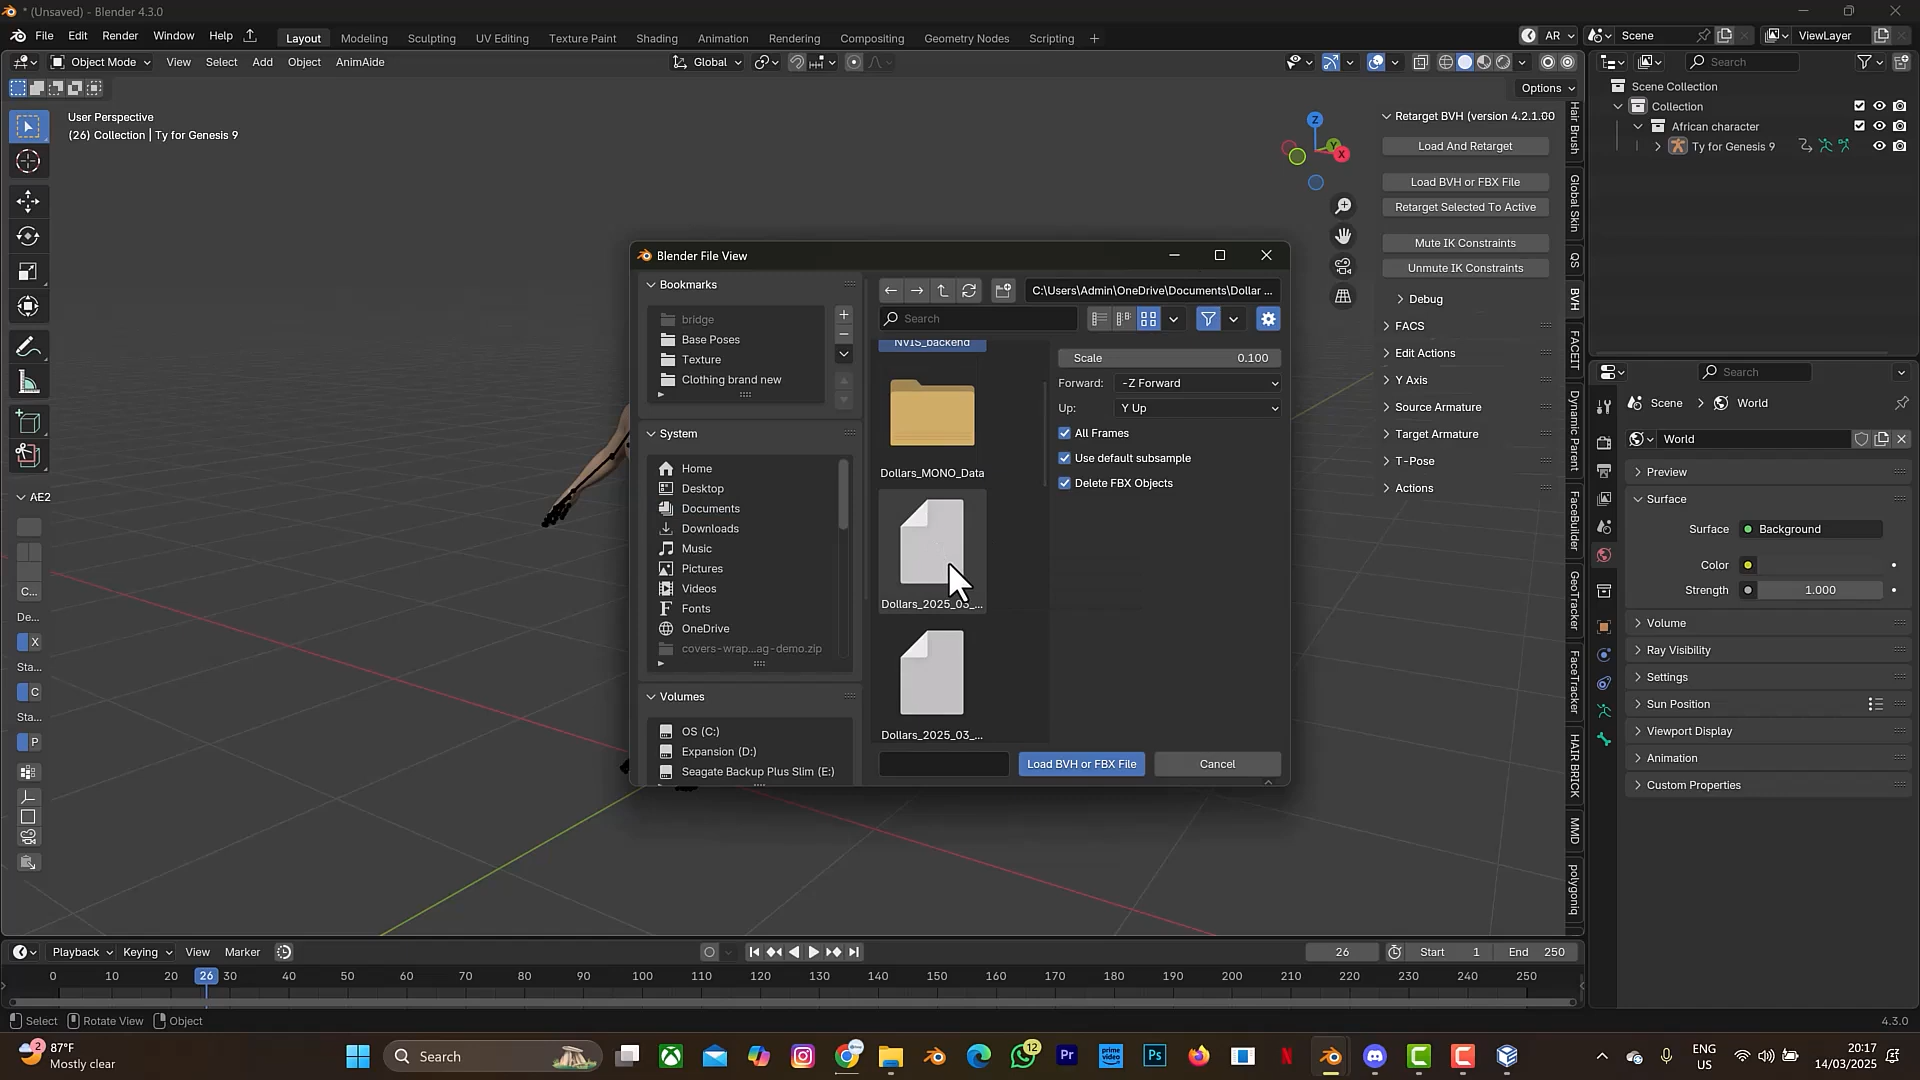 * (Unsaved) - Blender 4.3.0
File Edit Render Window Help Layout Modeling Sculpting UV Editing Texture Paint Shading Animation Rendering Compositing Geometry Nodes Scripting AR Scene ViewLayer
Object Mode View Select Add Object AnimAide Global Search
Options
User Perspective
(26) Collection | Ty for Genesis 9
Z
Y
X
AE2
C...
De...
X
Sta...
C
Sta...
P
Blender File View
Bookmarks
bridge
Base Poses
Texture
Clothing brand new
System
Home
Desktop
Documents
Downloads
Music
Pictures
Videos
Fonts
OneDrive
covers-wrap...ag-demo.zip
Volumes
OS (C:)
Expansion (D:)
Seagate Backup Plus Slim (E:)
C:\Users\Admin\OneDrive\Documents\Dollar ...
Search
NVIS_backend
Dollars_MONO_Data
Dollars_2025_03_...
Dollars_2025_03_...
Scale 0.100
Forward: -Z Forward
Up: Y Up
All Frames
Use default subsample
Delete FBX Objects
Load BVH or FBX File Cancel
Retarget BVH (version 4.2.1.00
Load And Retarget
Load BVH or FBX File
Retarget Selected To Active
Mute IK Constraints
Unmute IK Constraints
Debug
FACS
Edit Actions
Y Axis
Source Armature
Target Armature
T-Pose
Actions
Hair Brush
Global Skin
QS
BVH
FACEIT
Dynamic Parent
FaceBuilder
GeoTracker
FaceTracker
HAIR BRICK
MMD
polygoniq
Scene Collection
Collection
African character
Ty for Genesis 9
Search
Scene World
World
Preview
Surface
Surface Background
Color
Strength 1.000
Volume
Ray Visibility
Settings
Sun Position
Viewport Display
Animation
Custom Properties
Playback Keying View Marker 26 Start 1 End 250
0 10 20 26 30 40 50 60 70 80 90 100 110 120 130 140 150 160 170 180 190 200 210 220 230 240 250
Select Rotate View Object 4.3.0
2
87°F
Mostly clear
Search
12
Pr
prime video
Ps
N
ENG
US
20:17
14/03/2025